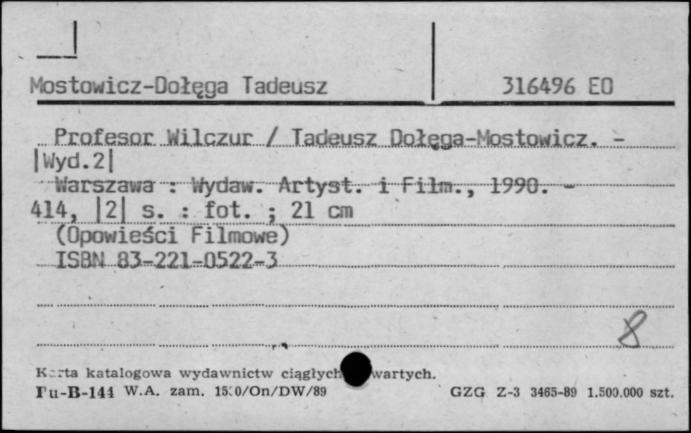 Mostowicz-Dołęga Tadeusz 316496 EO
Profesor Wilczur / Tadeusz Dołęga-Mostowicz. -
|Wyd.2|
Warszawa : Wydaw. Artyst. i Film., 1990. -
414, |2| s. : fot. ; 21 cm
(Opowieści Filmowe)
ISBN 83-221-0522-3
8
Karta katalogowa wydawnictw ciągłych wartych.
Pu-B-144 W.A. zam. /On/DW/89 GZG Z-3 3465-89 1.500.000 szt.